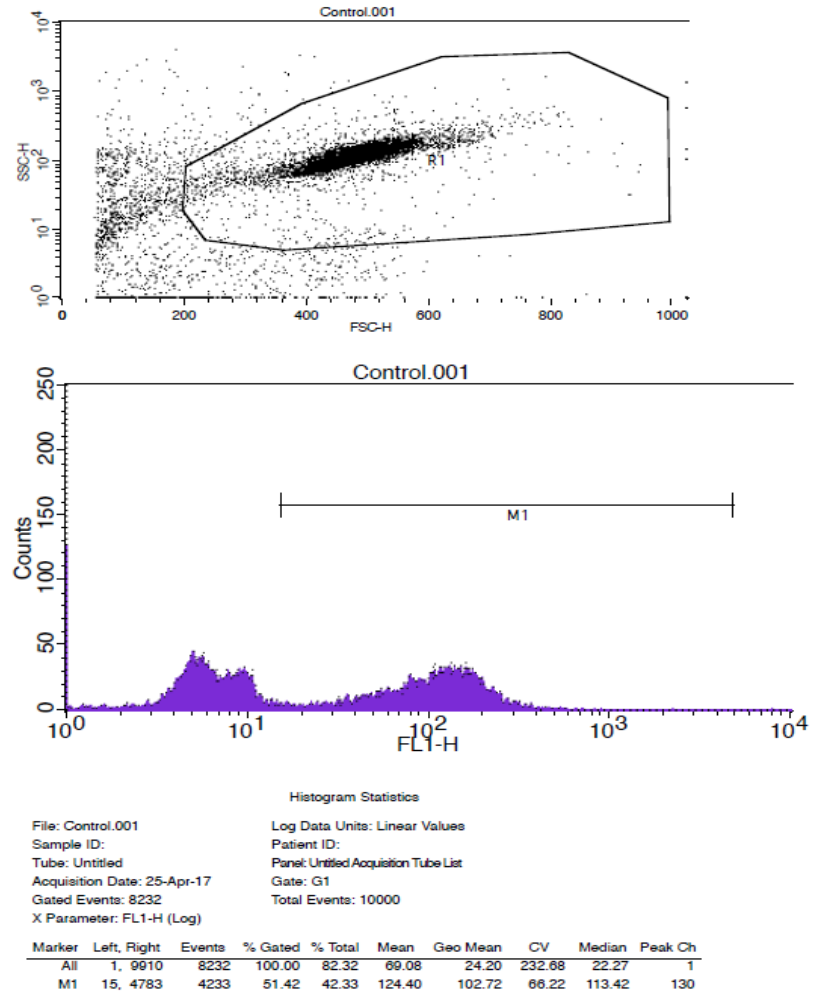 Control.001
10^4
10^3
10^2
10^1
10^0
SSC-H
R1
0 200 400 600 800 1000
FSC-H
Control.001
250
200
150
100
50
0
Counts
M1
10^0 10^1 10^2 10^3 10^4
FL1-H
Histogram Statistics
File: Control.001 Log Data Units: Linear Values
Sample ID: Patient ID:
Tube: Untitled Panel: Untitled Acquisition Tube List
Acquisition Date: 25-Apr-17 Gate: G1
Gated Events: 8232 Total Events: 10000
X Parameter: FL1-H (Log)
Marker Left, Right Events % Gated % Total Mean Geo Mean CV Median Peak Ch
All 1, 9910 8232 100.00 82.32 69.08 24.20 232.68 22.27 1
M1 15, 4783 4233 51.42 42.33 124.40 102.72 66.22 113.42 130